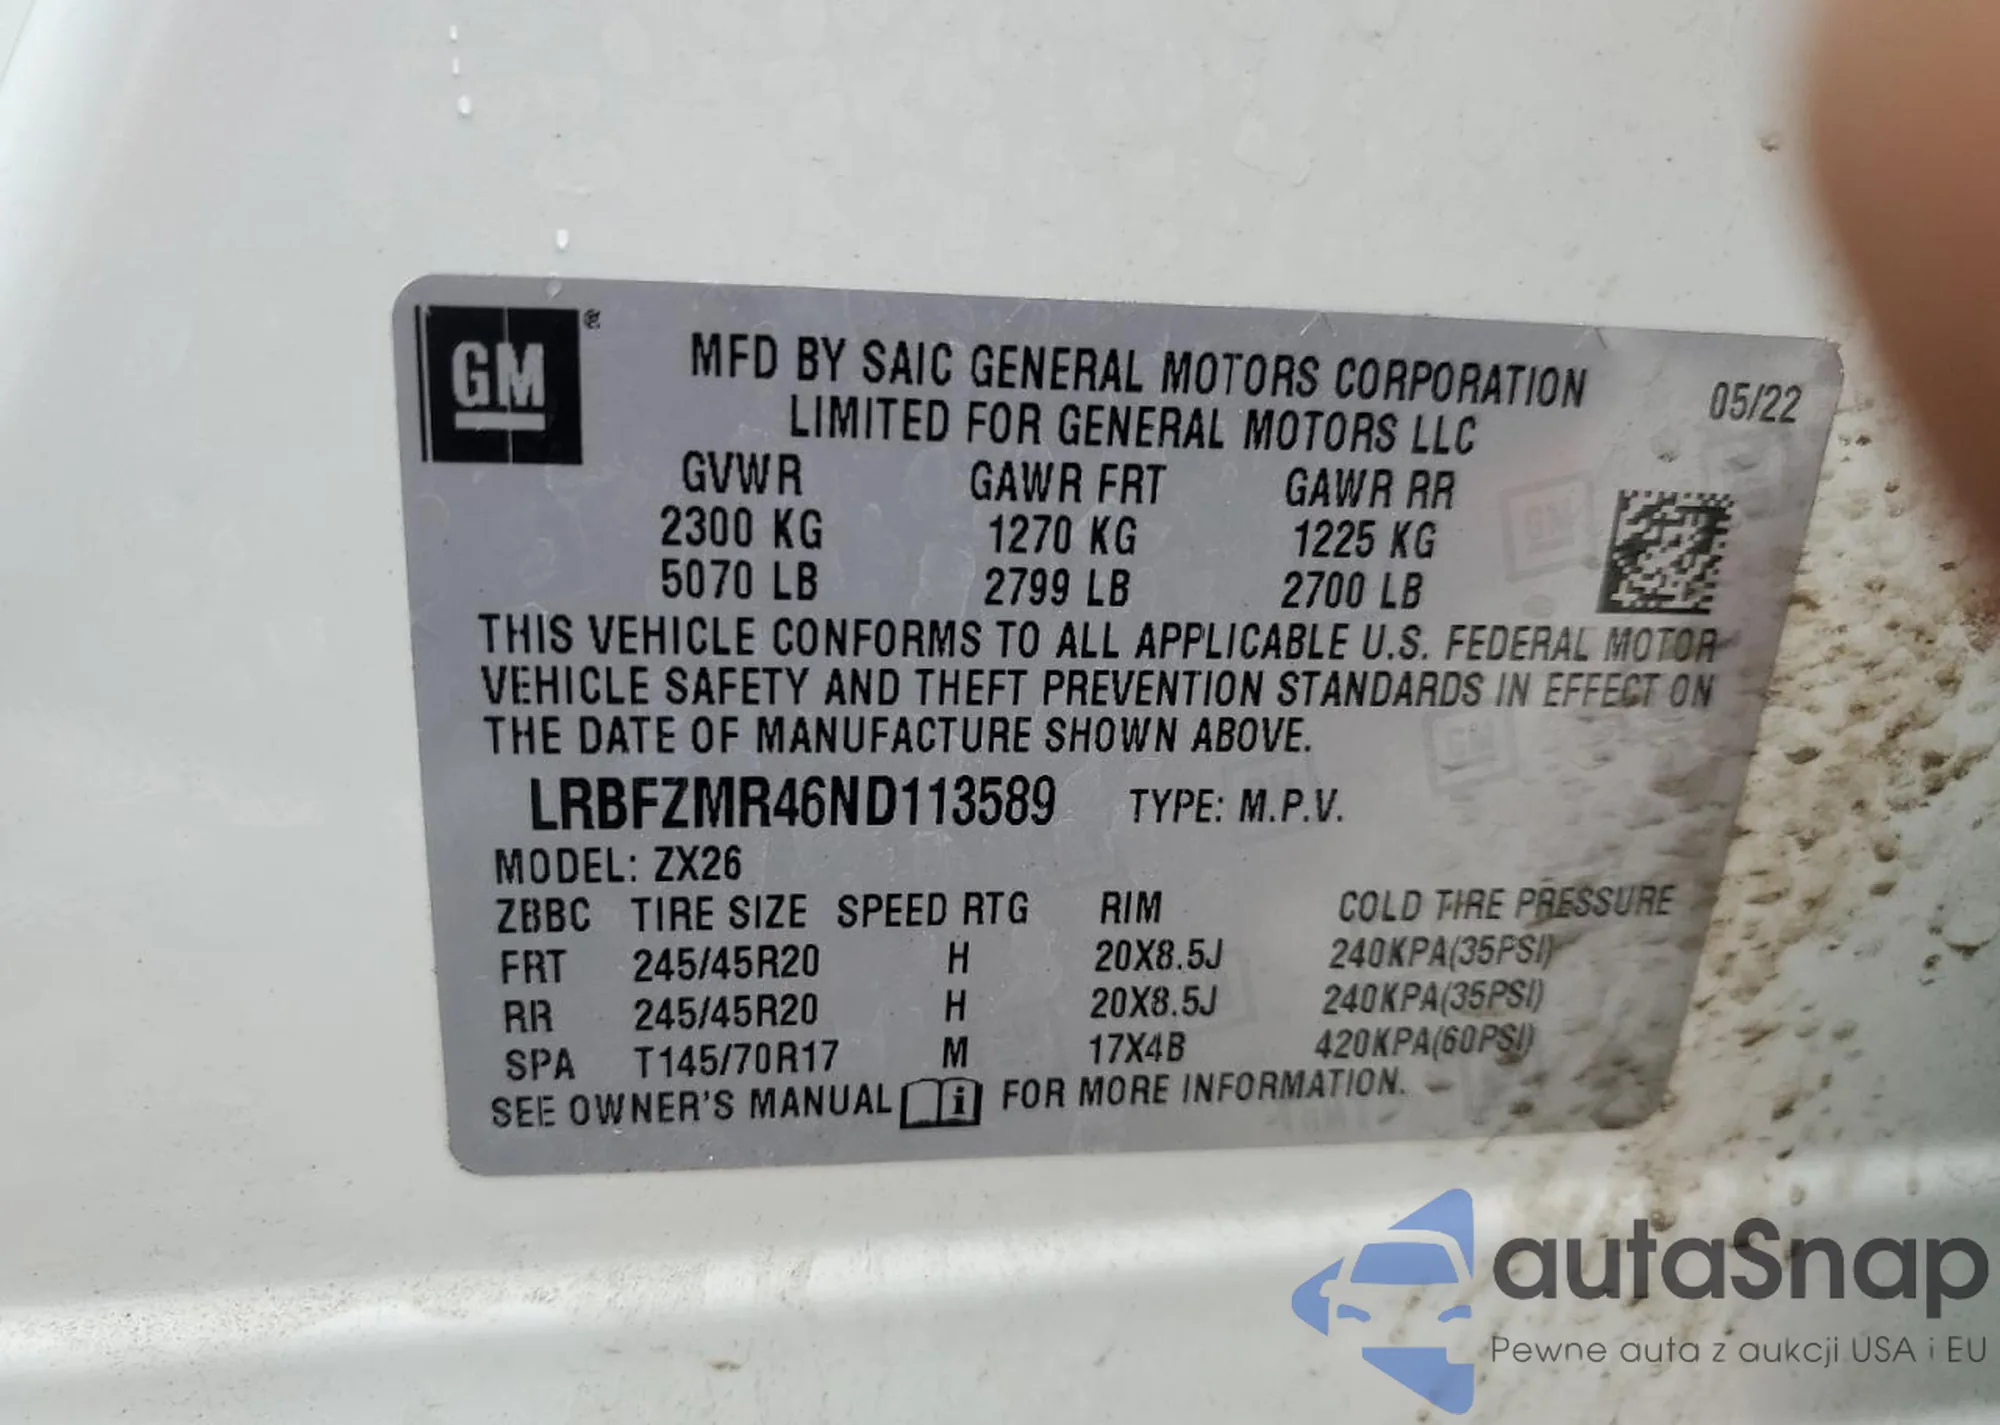 GM ®
MFD BY SAIC GENERAL MOTORS CORPORATION
LIMITED FOR GENERAL MOTORS LLC
05/22
GVWR GAWR FRT GAWR RR
2300 KG 1270 KG 1225 KG
5070 LB 2799 LB 2700 LB
THIS VEHICLE CONFORMS TO ALL APPLICABLE U.S. FEDERAL MOTOR
VEHICLE SAFETY AND THEFT PREVENTION STANDARDS IN EFFECT ON
THE DATE OF MANUFACTURE SHOWN ABOVE.
LRBFZMR46ND113589 TYPE: M.P.V.
MODEL: ZX26
ZBBC TIRE SIZE SPEED RTG RIM COLD TIRE PRESSURE
FRT 245/45R20 H 20X8.5J 240KPA(35PSI)
RR 245/45R20 H 20X8.5J 240KPA(35PSI)
SPA T145/70R17 M 17X4B 420KPA(60PSI)
SEE OWNER'S MANUAL i FOR MORE INFORMATION.
autaSnap
Pewne auta z aukcji USA i EU